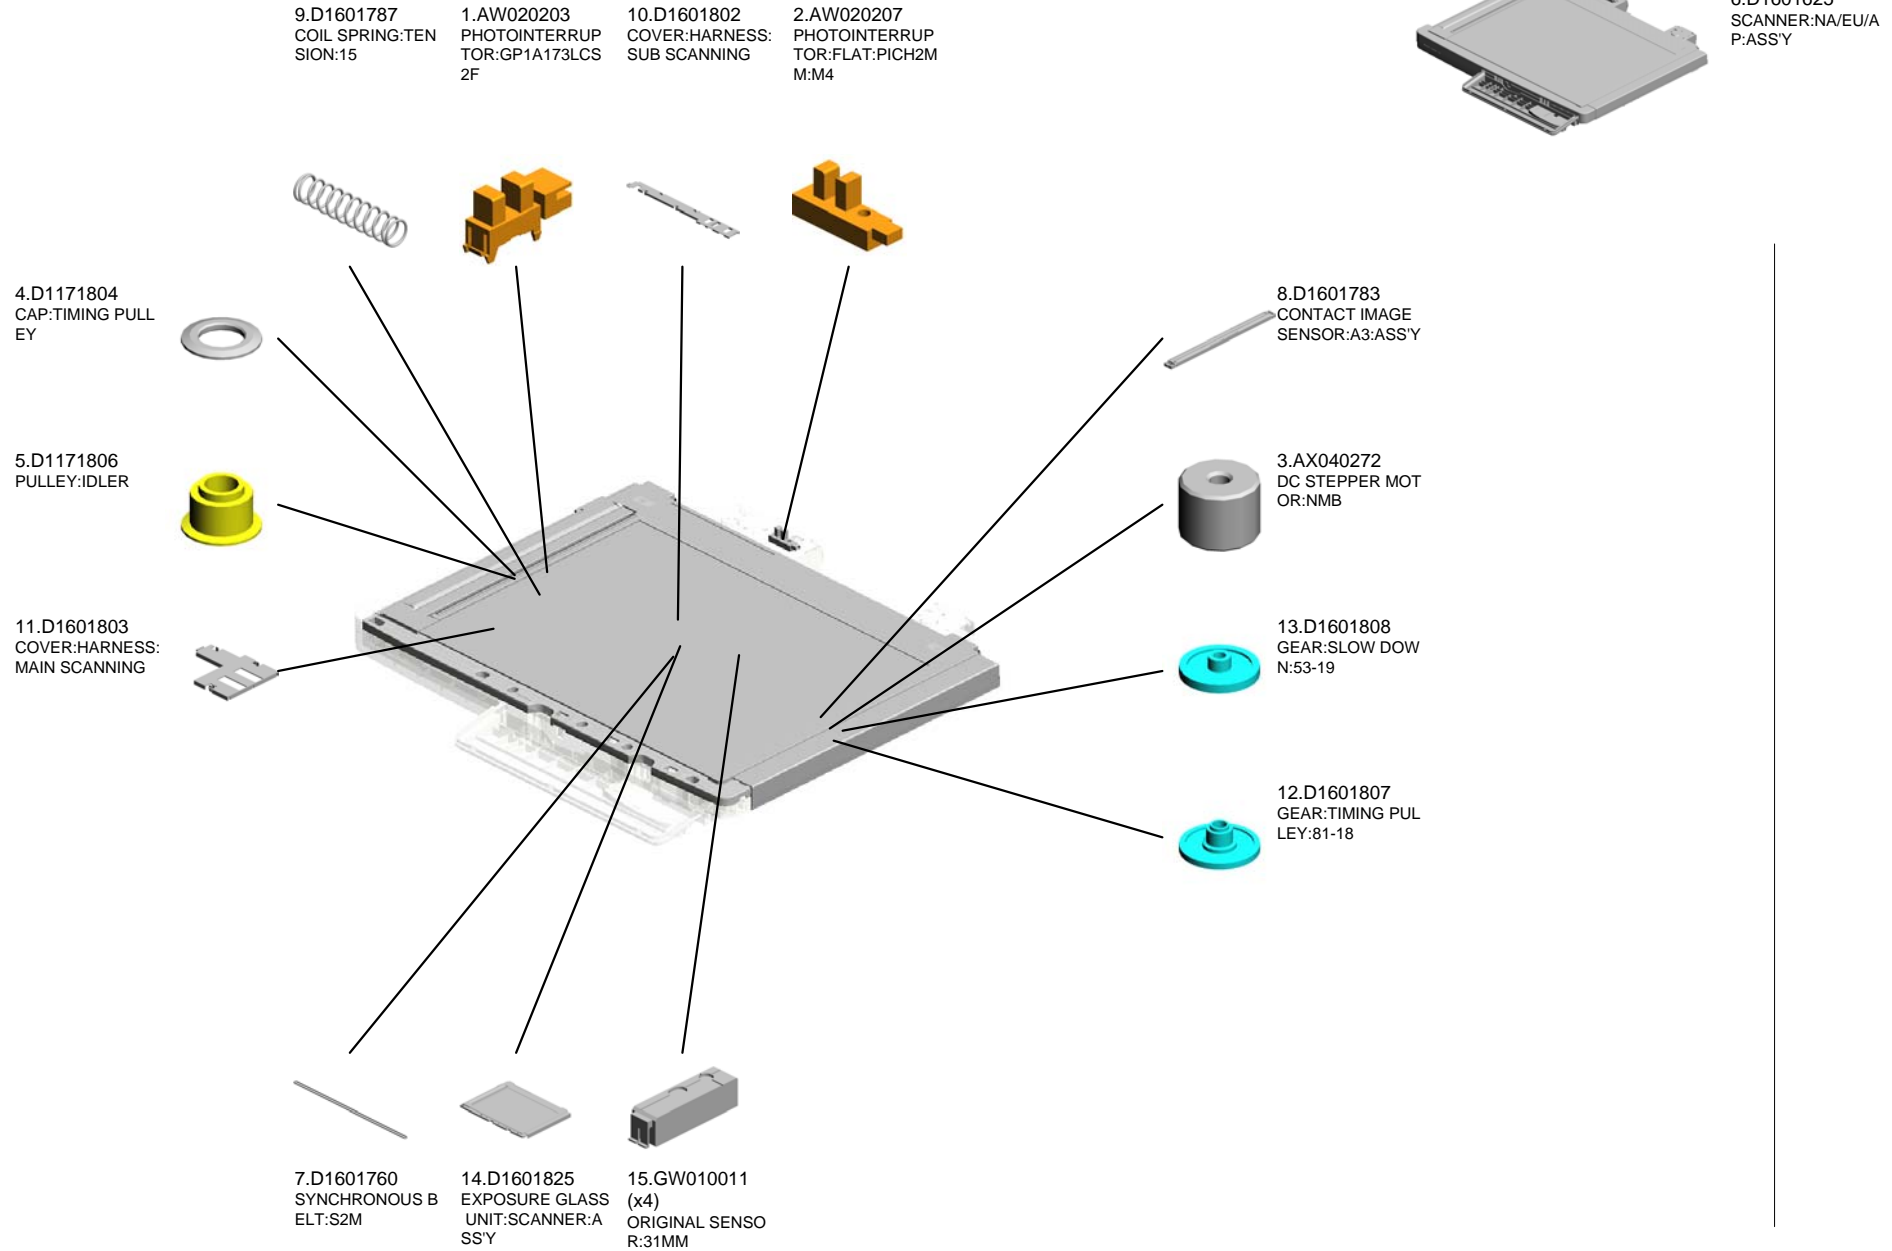 9.D1601787
COIL SPRING:TEN
SION:15
1.AW020203
PHOTOINTERRUP
TOR:GP1A173LCS
2F
10.D1601802
COVER:HARNESS:
SUB SCANNING
2.AW020207
PHOTOINTERRUP
TOR:FLAT:PICH2M
M:M4
SCANNER:NA/EU/A
P:ASS'Y
4.D1171804
CAP:TIMING PULL
EY
8.D1601783
CONTACT IMAGE
SENSOR:A3:ASS'Y
5.D1171806
PULLEY:IDLER
3.AX040272
DC STEPPER MOT
OR:NMB
11.D1601803
COVER:HARNESS:
MAIN SCANNING
13.D1601808
GEAR:SLOW DOW
N:53-19
12.D1601807
GEAR:TIMING PUL
LEY:81-18
7.D1601760
SYNCHRONOUS B
ELT:S2M
14.D1601825
EXPOSURE GLASS
UNIT:SCANNER:A
SS'Y
15.GW010011
(x4)
ORIGINAL SENSO
R:31MM